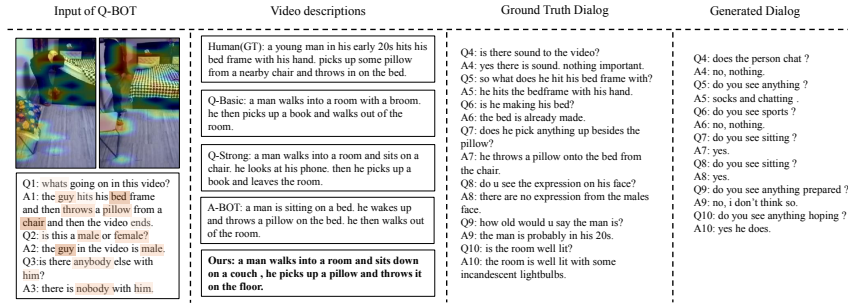 Input of Q-BOT
Video descriptions
Ground Truth Dialog
Generated Dialog
Q1: whats going on in this video?
A1: the guy hits his bed frame
and then throws a pillow from a
chair and then the video ends.
Q2: is this a male or female?
A2: the guy in the video is male.
Q3:is there anybody else with
him?
A3: there is nobody with him.
Human(GT): a young man in his early 20s hits his
bed frame with his hand. picks up some pillow
from a nearby chair and throws in on the bed.
Q-Basic: a man walks into a room with a broom.
he then picks up a book and walks out of the
room.
Q-Strong: a man walks into a room and sits on a
chair. he looks at his phone. then he picks up a
book and leaves the room.
A-BOT: a man is sitting on a bed. he wakes up
and throws a pillow on the bed. he then walks out
of the room.
Ours: a man walks into a room and sits down
on a couch , he picks up a pillow and throws it
on the floor.
Q4: is there sound to the video?
A4: yes there is sound. nothing important.
Q5: so what does he hit his bed frame with?
A5: he hits the bedframe with his hand.
Q6: is he making his bed?
A6: the bed is already made.
Q7: does he pick anything up besides the
pillow?
A7: he throws a pillow onto the bed from
the chair.
Q8: do u see the expression on his face?
A8: there are no expression from the males
face.
Q9: how old would u say the man is?
A9: the man is probably in his 20s.
Q10: is the room well lit?
A10: the room is well lit with some
incandescent lightbulbs.
Q4: does the person chat ?
A4: no, nothing.
Q5: do you see anything ?
A5: socks and chatting .
Q6: do you see sports ?
A6: no, nothing.
Q7: do you see sitting ?
A7: yes.
Q8: do you see sitting ?
A8: yes.
Q9: do you see anything prepared ?
A9: no, i don't think so.
Q10: do you see anything hoping ?
A10: yes he does.